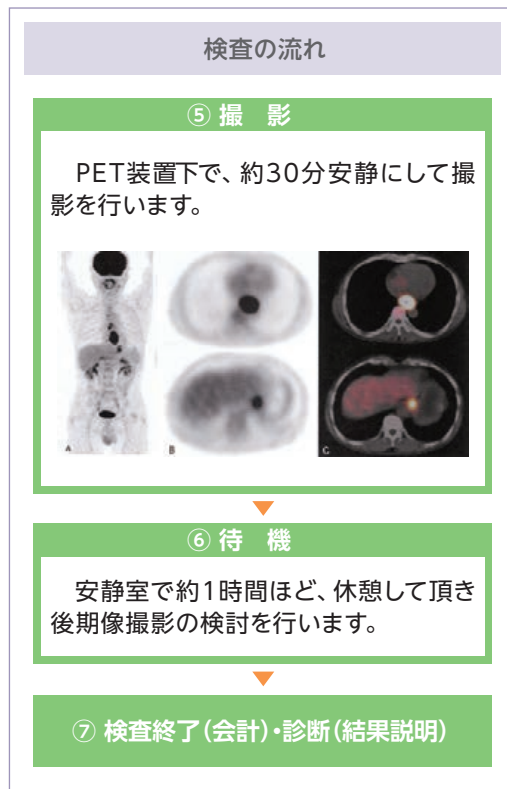 検査の流れ
⑤ 撮　影
　PET装置下で、約30分安静にして撮
影を行います。
A B C
⑥ 待　機
　安静室で約1時間ほど、休憩して頂き
後期像撮影の検討を行います。
⑦ 検査終了（会計）・診断（結果説明）